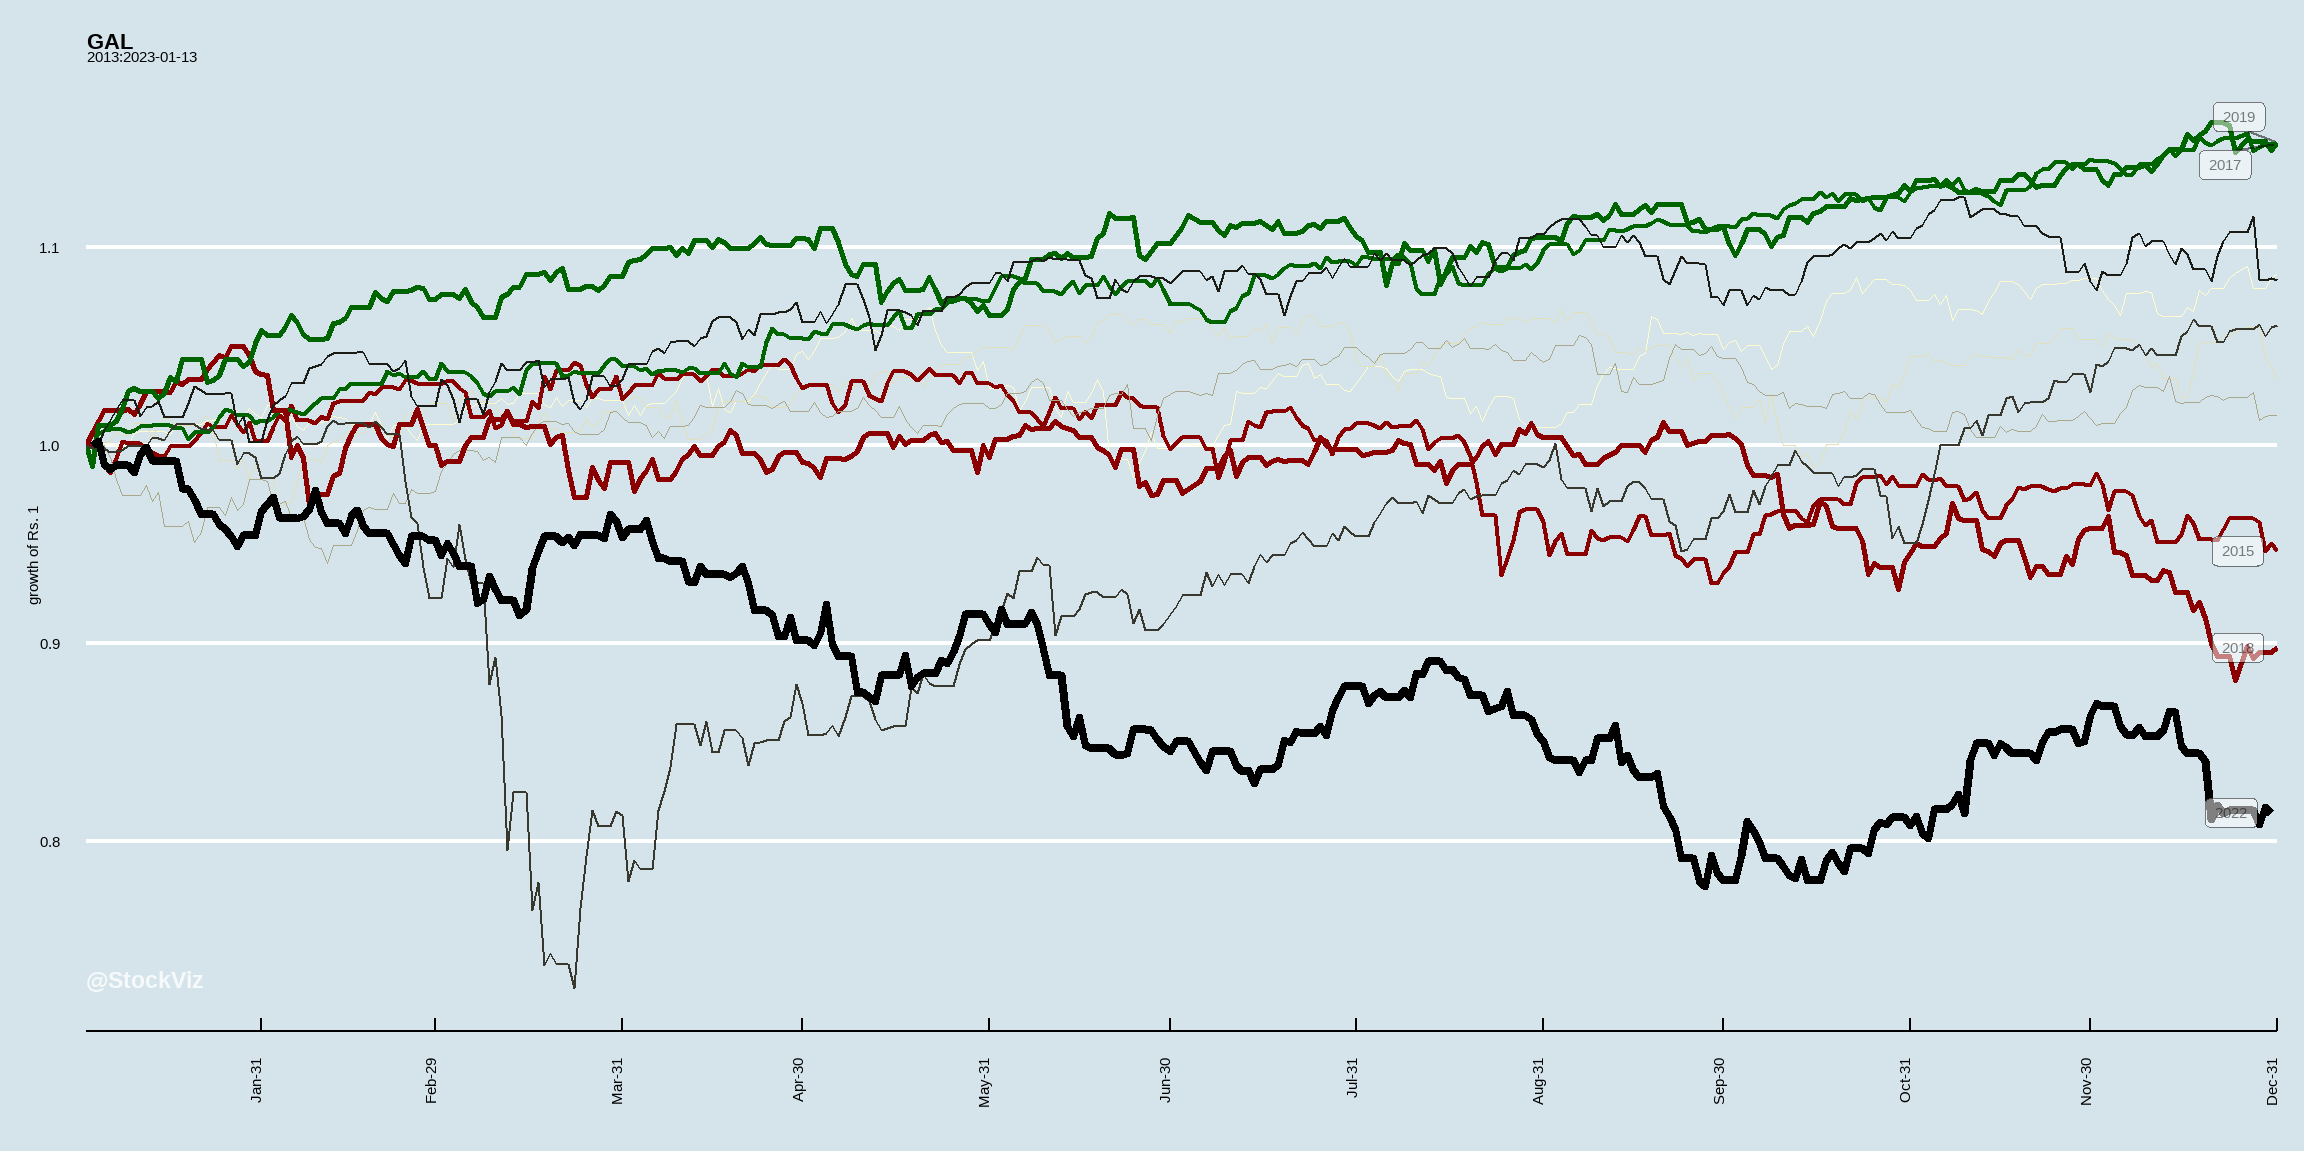 GAL
2013:2023-01-13
2019
2017
1.1
1.0
2015
growth of Rs. 1
0.9
2018
2022
0.8
@StockViz
Jan-31
Feb-29
Mar-31
Apr-30
May-31
Jun-30
Jul-31
Aug-31
Sep-30
Oct-31
Nov-30
Dec-31